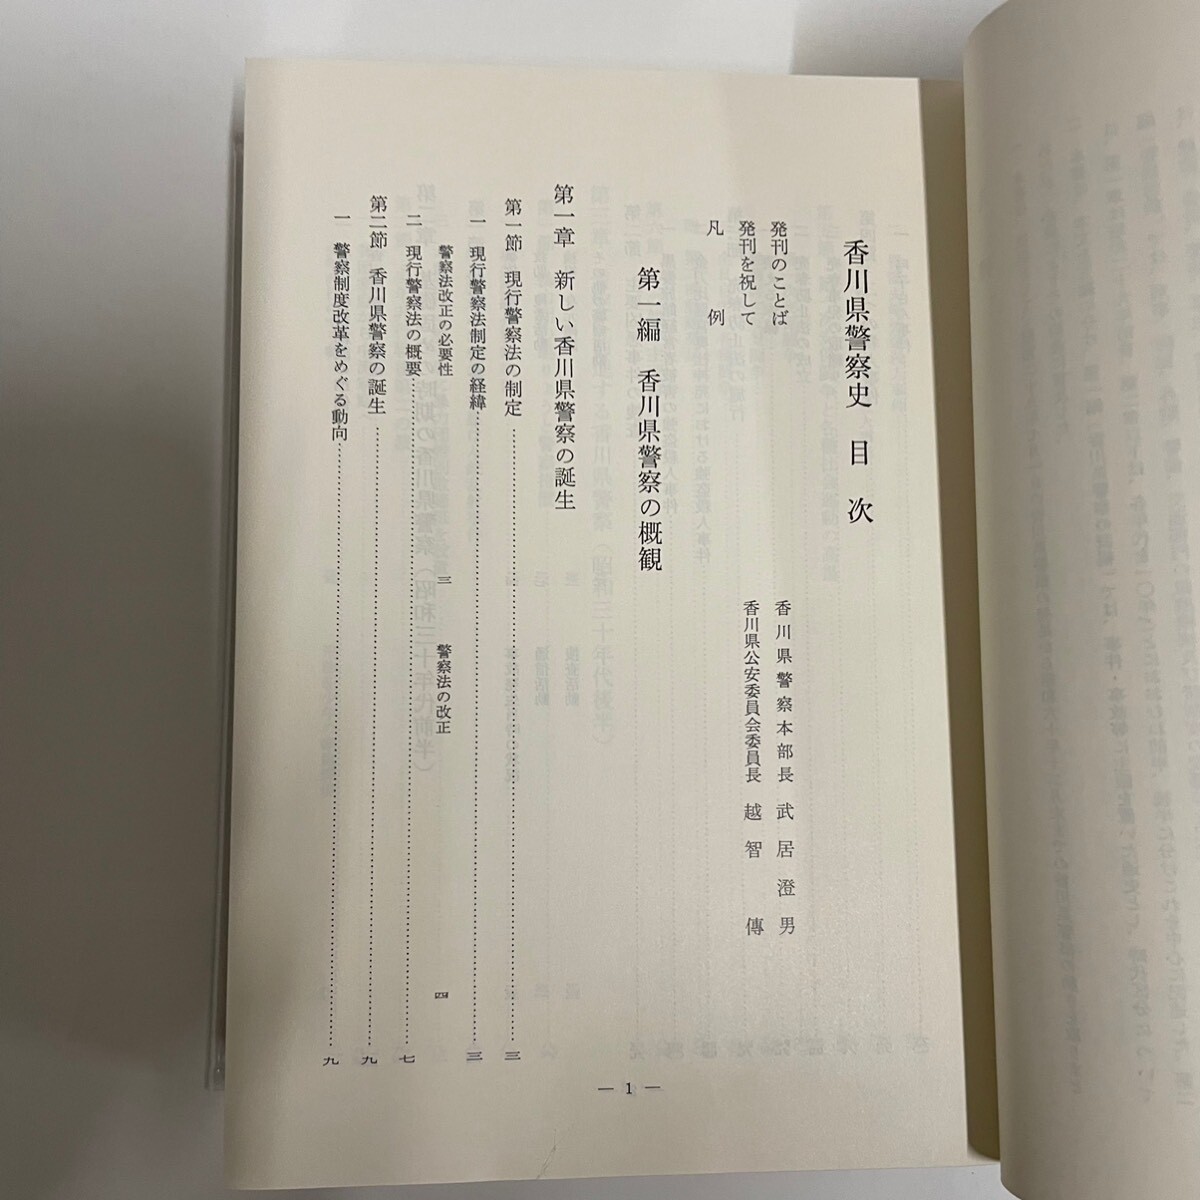 香川県警察史　目次
発刊のことば　香川県警察本部長　武居澄男
発刊を祝して　香川県公安委員会委員長　越智　傳
凡　例
第一編　香川県警察の概観
第一章　新しい香川県警察の誕生
第一節　現行警察法の制定……三
一　現行警察法制定の経緯……三
警察法改正の必要性　三　警察法の改正　四
二　現行警察法の概要……七
第二節　香川県警察の誕生……九
一　警察制度改革をめぐる動向……九
― 1 ―